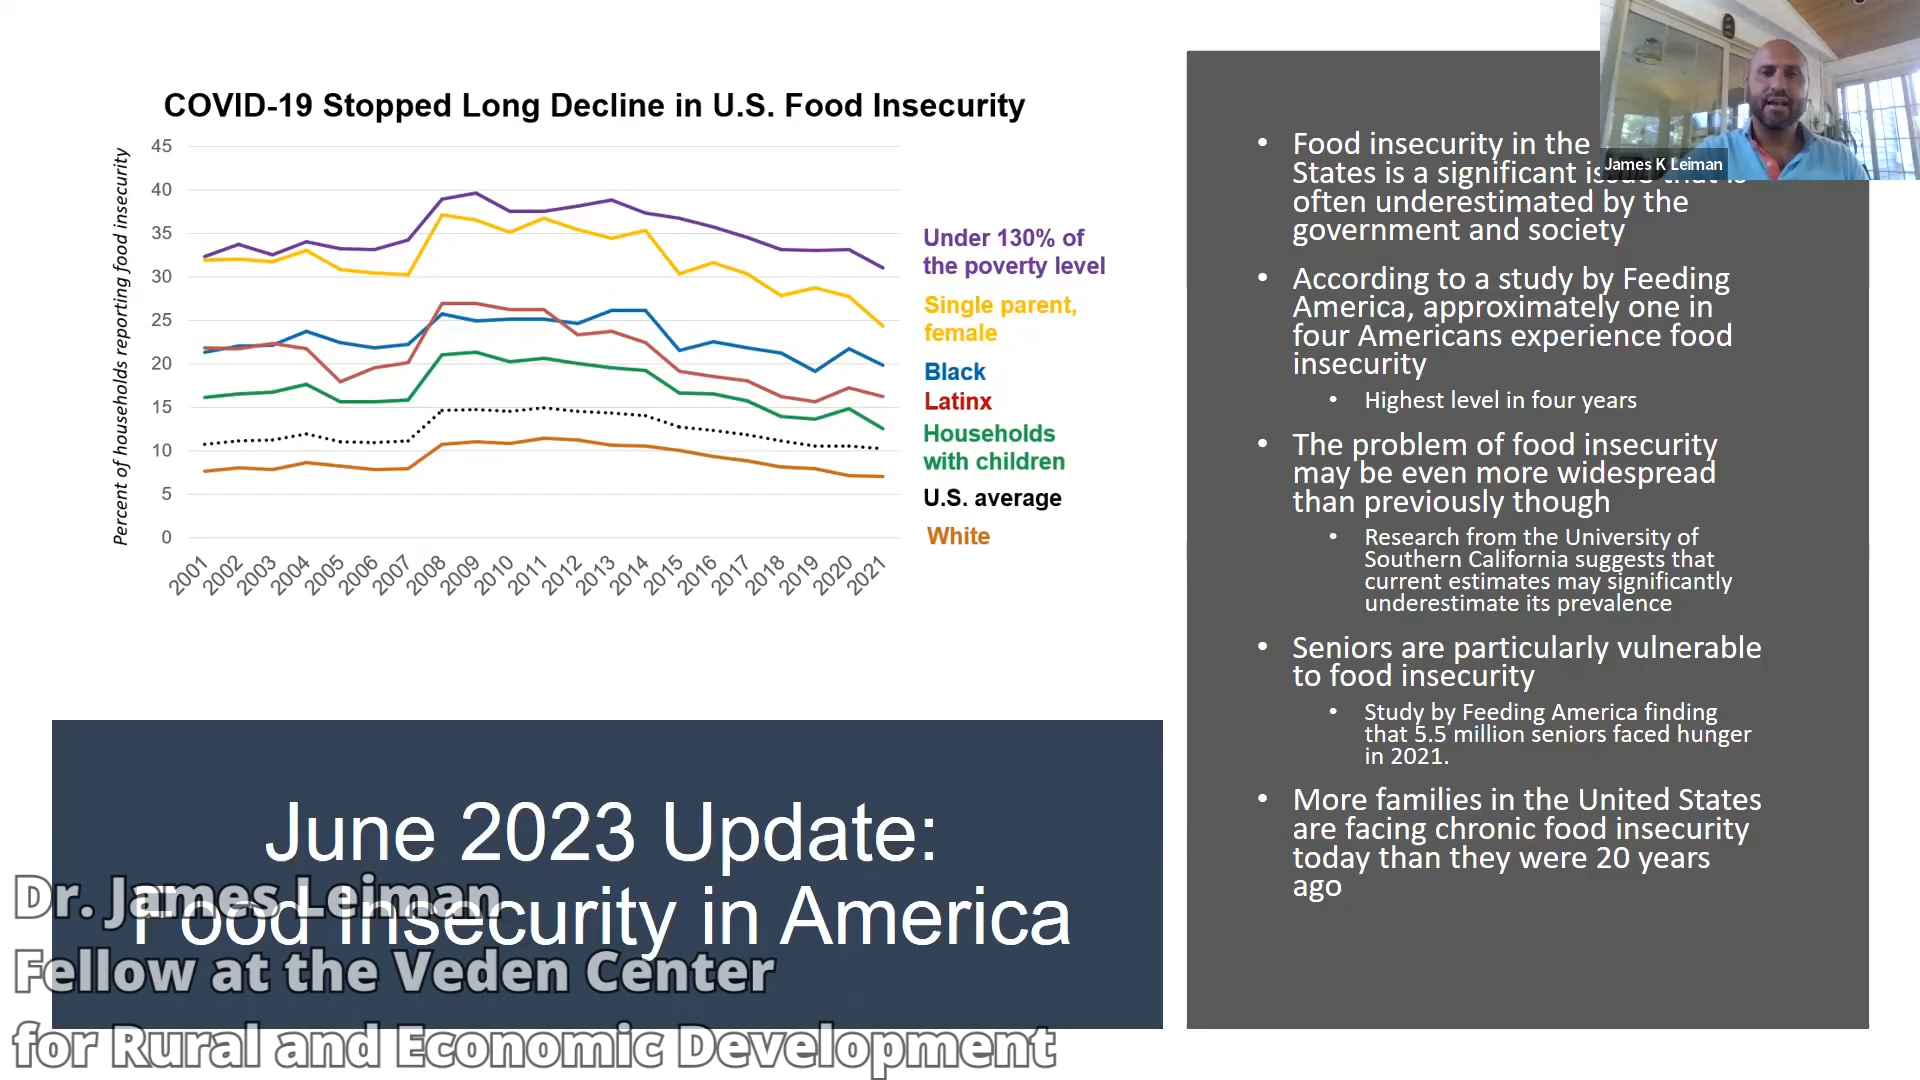 COVID-19 Stopped Long Decline in U.S. Food Insecurity
Percent of households reporting food insecurity
45
40
35
30
25
20
15
10
5
0
2001 2002 2003 2004 2005 2006 2007 2008 2009 2010 2011 2012 2013 2014 2015 2016 2017 2018 2019 2020 2021
Under 130% of
the poverty level
Single parent,
female
Black
Latinx
Households
with children
U.S. average
White
June 2023 Update:
Food Insecurity in America
Dr. James Leiman
Fellow at the Veden Center
for Rural and Economic Development
James K Leiman
• Food insecurity in the
States is a significant issue that is
often underestimated by the
government and society
• According to a study by Feeding
America, approximately one in
four Americans experience food
insecurity
• Highest level in four years
• The problem of food insecurity
may be even more widespread
than previously though
• Research from the University of
Southern California suggests that
current estimates may significantly
underestimate its prevalence
• Seniors are particularly vulnerable
to food insecurity
• Study by Feeding America finding
that 5.5 million seniors faced hunger
in 2021.
• More families in the United States
are facing chronic food insecurity
today than they were 20 years
ago